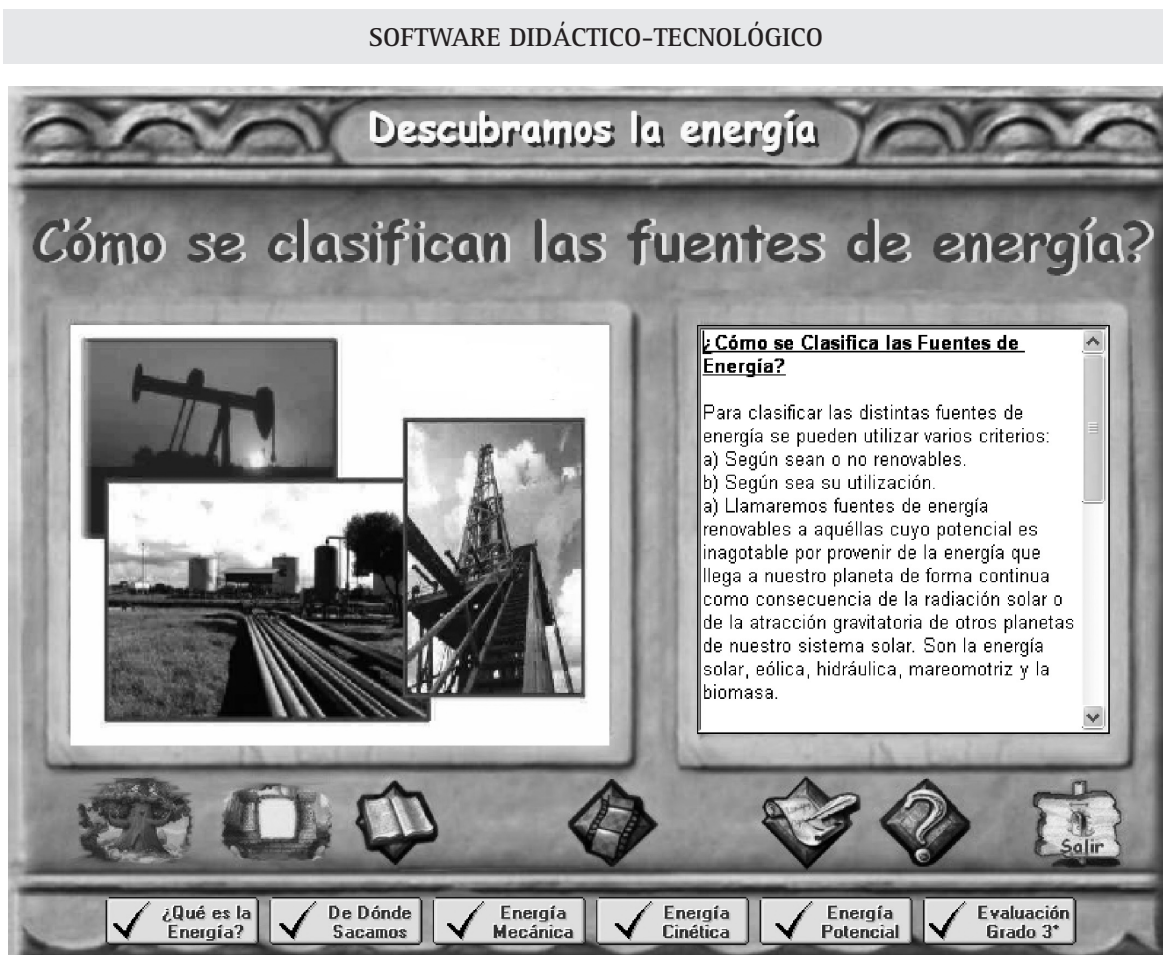 SOFTWARE DIDÁCTICO-TECNOLÓGICO
Descubramos la energía
Cómo se clasifican las fuentes de energía?
¿Cómo se Clasifica las Fuentes de
Energía?
Para clasificar las distintas fuentes de
energía se pueden utilizar varios criterios:
a) Según sean o no renovables.
b) Según sea su utilización.
a) Llamaremos fuentes de energía
renovables a aquéllas cuyo potencial es
inagotable por provenir de la energía que
llega a nuestro planeta de forma continua
como consecuencia de la radiación solar o
de la atracción gravitatoria de otros planetas
de nuestro sistema solar. Son la energía
solar, eólica, hidráulica, mareomotriz y la
biomasa.
Salir
¿Qué es la
Energía?
De Dónde
Sacamos
Energía
Mecánica
Energía
Cinética
Energía
Potencial
Evaluación
Grado 3°